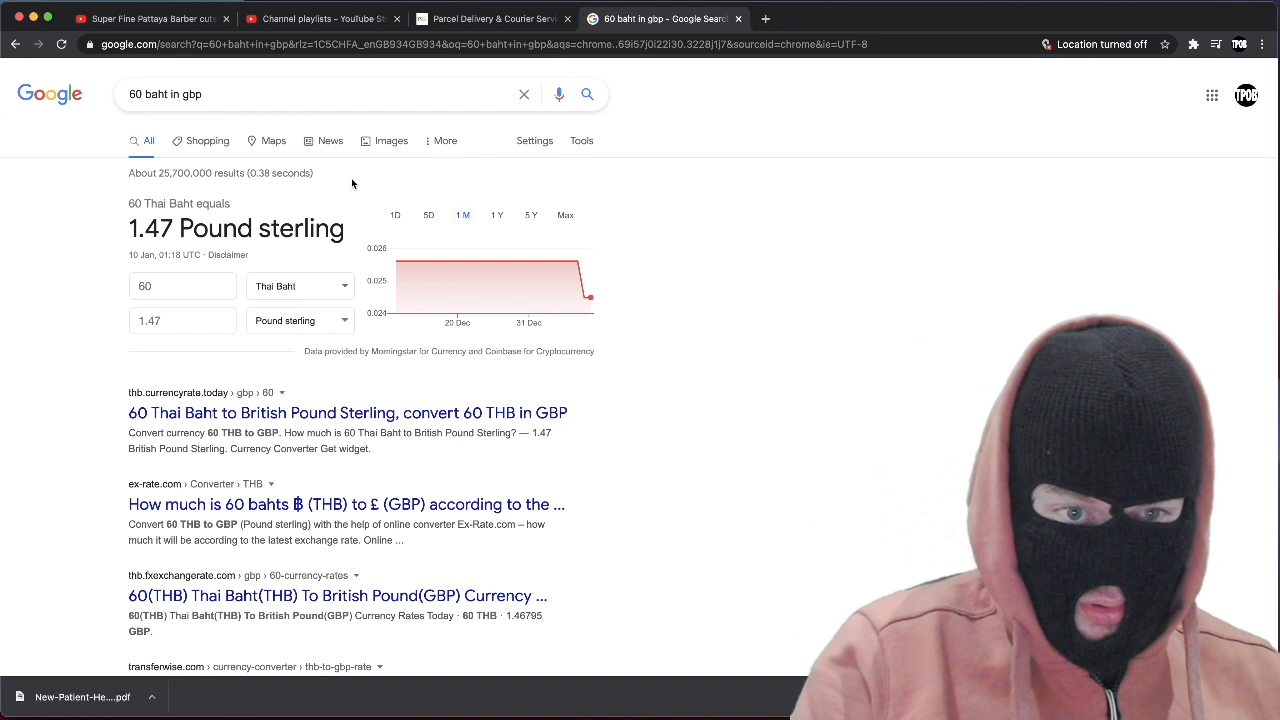 Super Fine Pattaya Barber cuts
Channel playlists - YouTube St
Parcel Delivery & Courier Servi
60 baht in gbp - Google Search
google.com/search?q=60+baht+in+gbp&rlz=1C5CHFA_enGB934GB934&oq=60+baht+in+gbp&aqs=chrome..69i57j0i22i30.3228j1j7&sourceid=chrome&ie=UTF-8
Location turned off
TPOB
Google
60 baht in gbp
TPOB
All
Shopping
Maps
News
Images
More
Settings
Tools
About 25,700,000 results (0.38 seconds)
60 Thai Baht equals
1.47 Pound sterling
10 Jan, 01:18 UTC · Disclaimer
60
Thai Baht
1.47
Pound sterling
1D
5D
1 M
1 Y
5 Y
Max
0.026
0.025
0.024
20 Dec
31 Dec
Data provided by Morningstar for Currency and Coinbase for Cryptocurrency
thb.currencyrate.today › gbp › 60
60 Thai Baht to British Pound Sterling, convert 60 THB in GBP
Convert currency 60 THB to GBP. How much is 60 Thai Baht to British Pound Sterling? — 1.47
British Pound Sterling. Currency Converter Get widget.
ex-rate.com › Converter › THB
How much is 60 bahts ฿ (THB) to £ (GBP) according to the ...
Convert 60 THB to GBP (Pound sterling) with the help of online converter Ex-Rate.com – how
much it will be according to the latest exchange rate. Online ...
thb.fxexchangerate.com › gbp › 60-currency-rates
60(THB) Thai Baht(THB) To British Pound(GBP) Currency ...
60(THB) Thai Baht(THB) To British Pound(GBP) Currency Rates Today · 60 THB · 1.46795
GBP.
transferwise.com › currency-converter › thb-to-gbp-rate
New-Patient-He....pdf